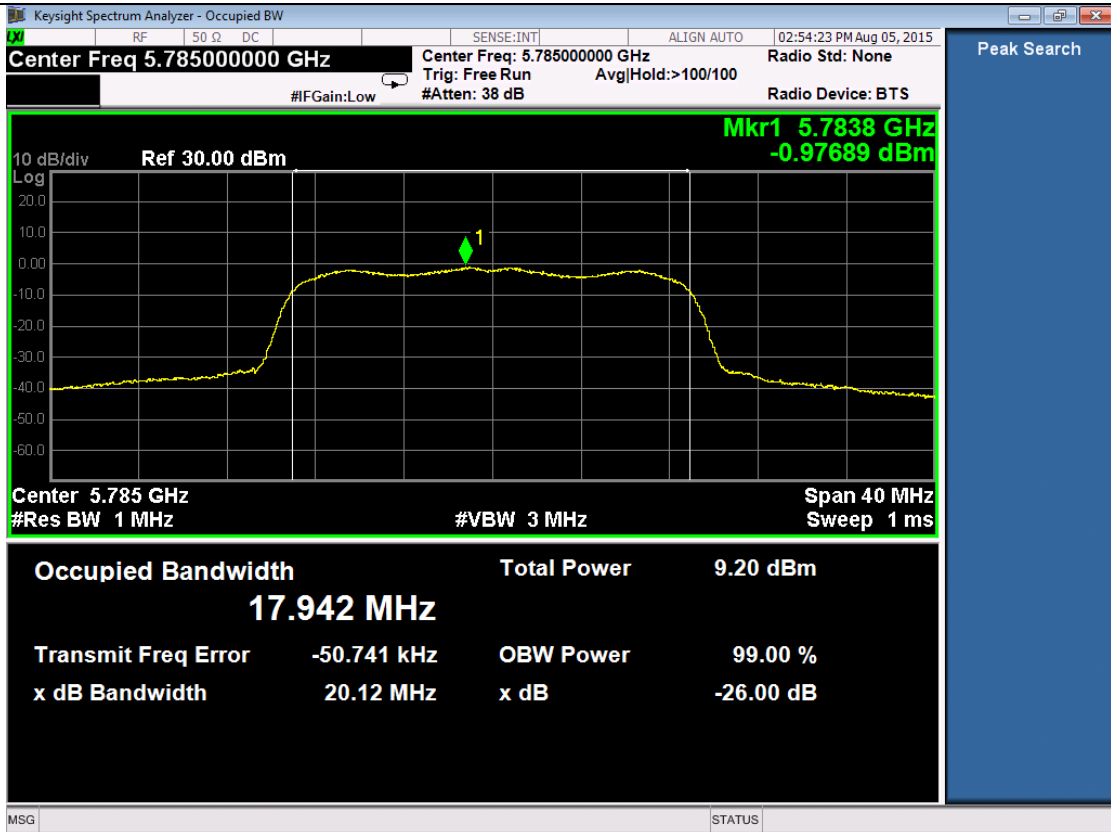 Keysight Spectrum Analyzer - Occupied BW
LXI RF 50 Ω DC SENSE:INT ALIGN AUTO 02:54:23 PM Aug 05, 2015
Center Freq 5.785000000 GHz
#IFGain:Low
Center Freq: 5.785000000 GHz
Trig: Free Run Avg|Hold:>100/100
#Atten: 38 dB
Radio Std: None
Radio Device: BTS
Peak Search
Mkr1 5.7838 GHz
-0.97689 dBm
10 dB/div Ref 30.00 dBm
Log
20.0
10.0
0.00
-10.0
-20.0
-30.0
-40.0
-50.0
-60.0
1
Center 5.785 GHz Span 40 MHz
#Res BW 1 MHz #VBW 3 MHz Sweep 1 ms
Occupied Bandwidth Total Power 9.20 dBm
17.942 MHz
Transmit Freq Error -50.741 kHz OBW Power 99.00 %
x dB Bandwidth 20.12 MHz x dB -26.00 dB
MSG STATUS